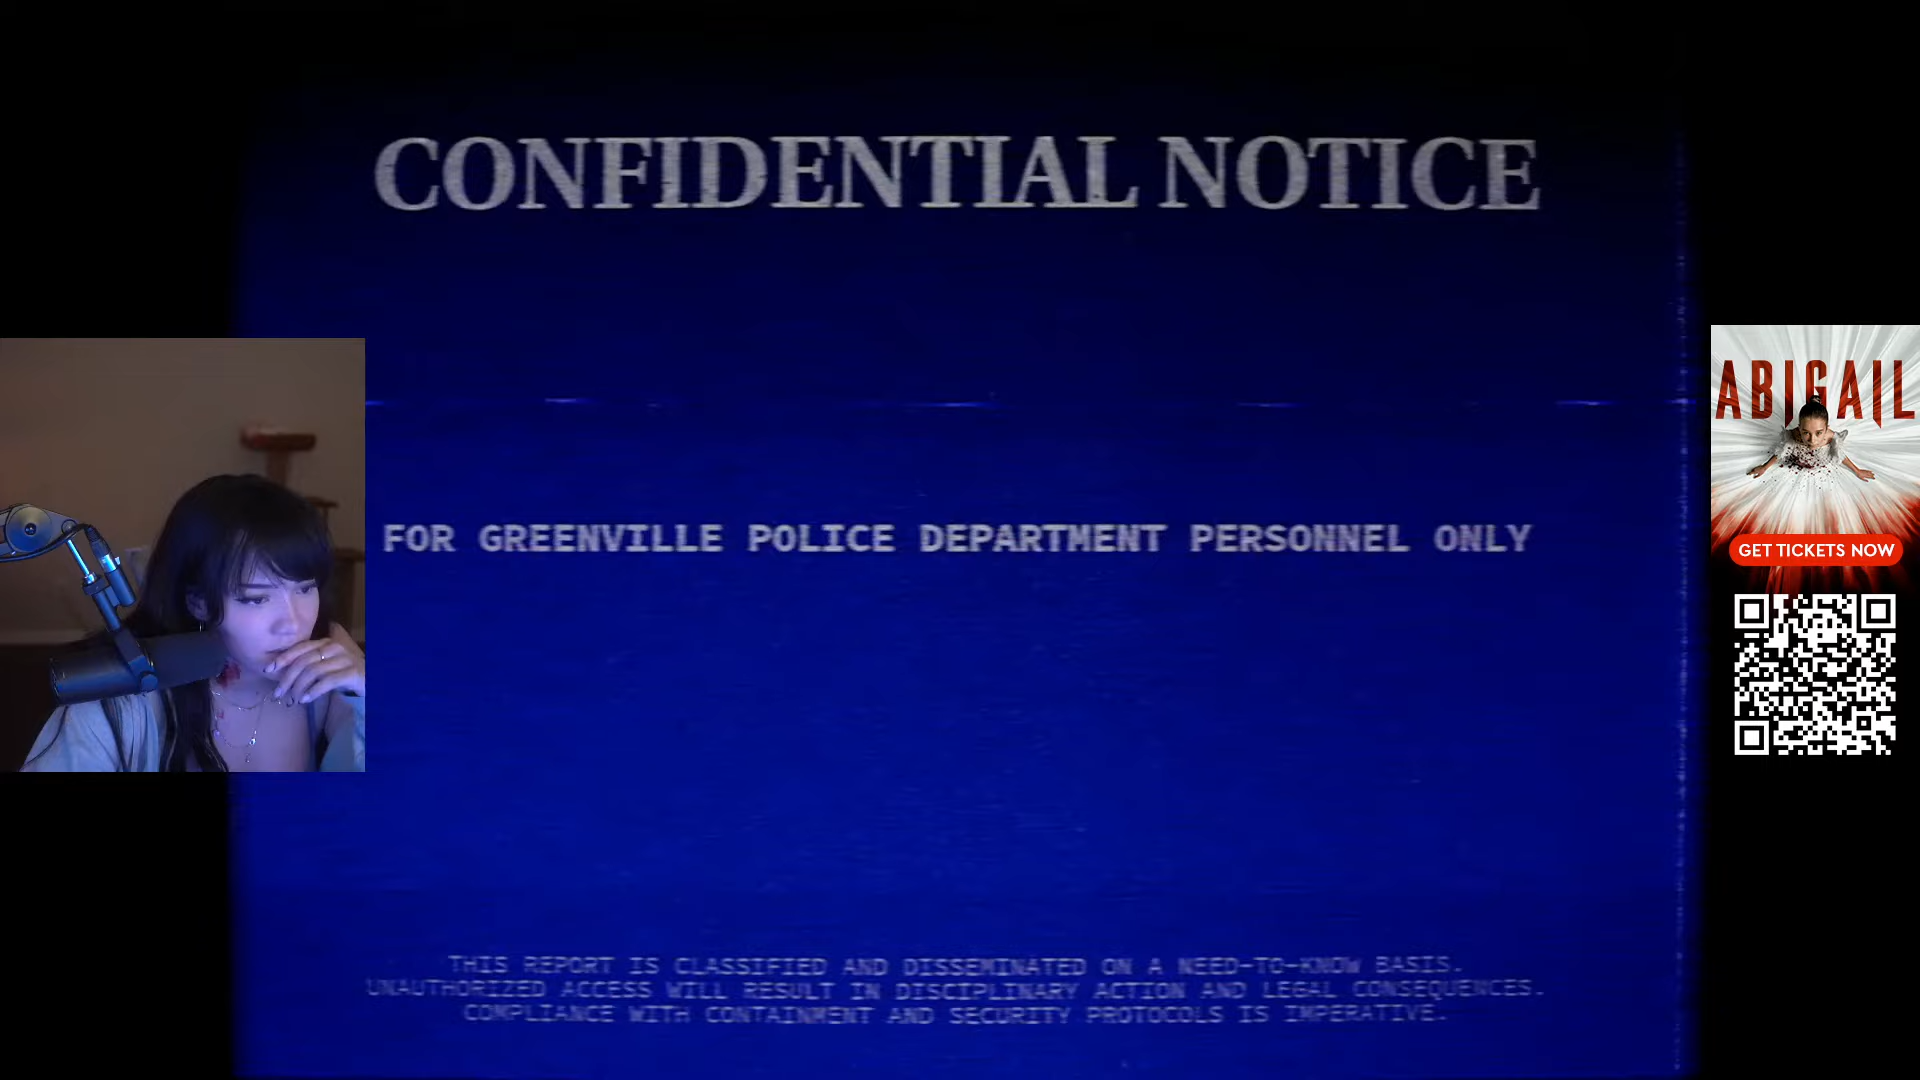 CONFIDENTIAL NOTICE
FOR GREENVILLE POLICE DEPARTMENT PERSONNEL ONLY
THIS REPORT IS CLASSIFIED AND DISSEMINATED ON A NEED-TO-KNOW BASIS.
UNAUTHORIZED ACCESS WILL RESULT IN DISCIPLINARY ACTION AND LEGAL CONSEQUENCES.
COMPLIANCE WITH CONTAINMENT AND SECURITY PROTOCOLS IS IMPERATIVE.
ABIGAIL
GET TICKETS NOW